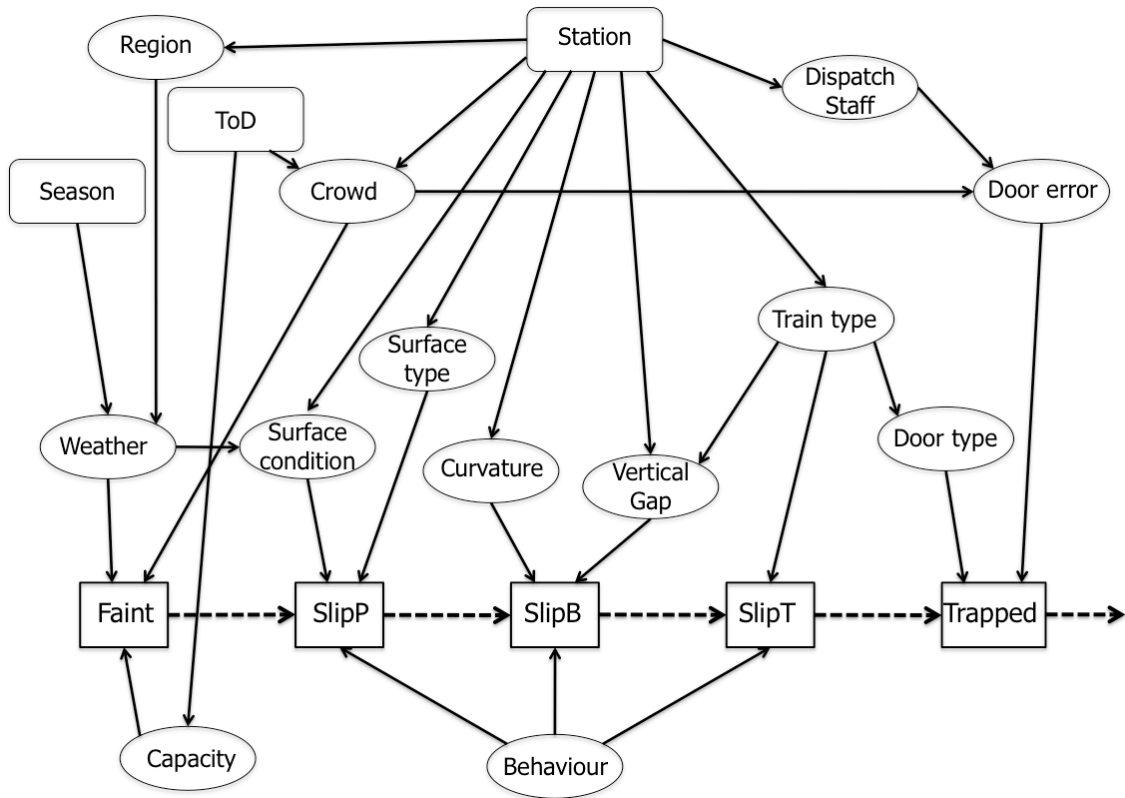 Station
Region
Dispatch
Staff
ToD
Season
Crowd
Door error
Train type
Surface
type
Weather
Surface
condition
Curvature
Vertical
Gap
Door type
Faint
SlipP
SlipB
SlipT
Trapped
Capacity
Behaviour